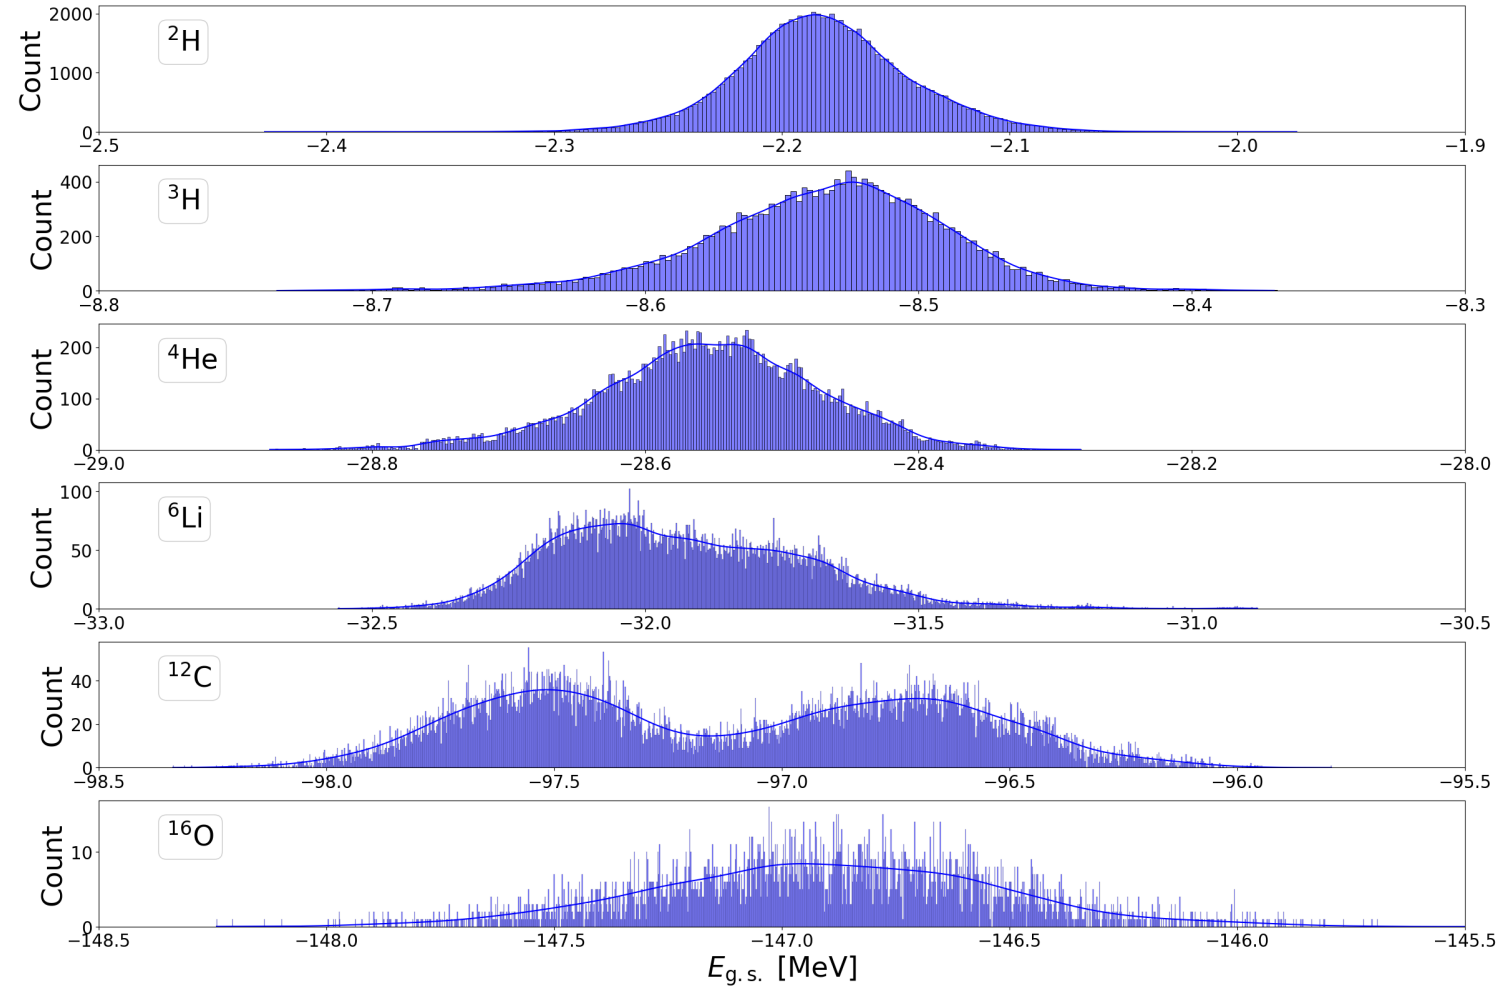 2000
1000
0
Count
²H
−2.5 −2.4 −2.3 −2.2 −2.1 −2.0 −1.9
400
200
0
Count
³H
−8.8 −8.7 −8.6 −8.5 −8.4 −8.3
200
100
0
Count
⁴He
−29.0 −28.8 −28.6 −28.4 −28.2 −28.0
100
50
0
Count
⁶Li
−33.0 −32.5 −32.0 −31.5 −31.0 −30.5
40
20
0
Count
¹²C
−98.5 −98.0 −97.5 −97.0 −96.5 −96.0 −95.5
10
0
Count
¹⁶O
−148.5 −148.0 −147.5 −147.0 −146.5 −146.0 −145.5
E_g.s. [MeV]